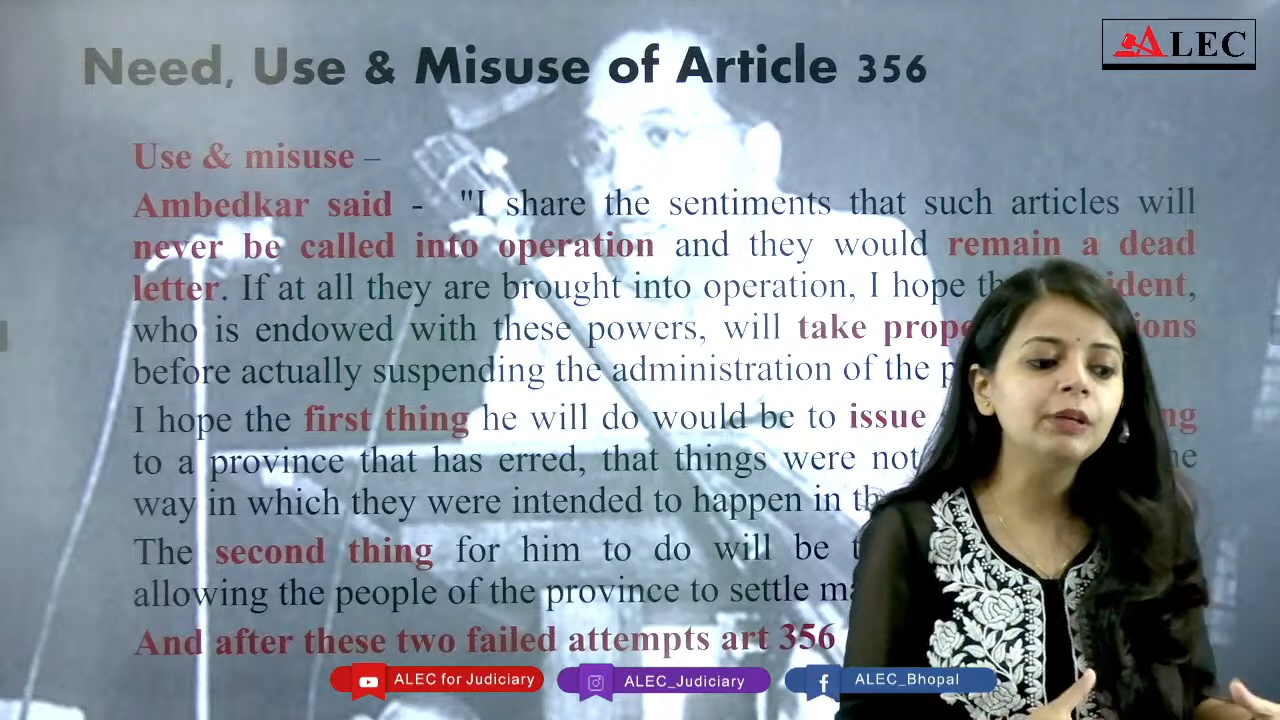 Need, Use & Misuse of Article 356
ALEC
Use & misuse –
Ambedkar said - "I share the sentiments that such articles will
never be called into operation and they would remain a dead
letter. If at all they are brought into operation, I hope
who is endowed with these powers, will take
before actually suspending the administration of the
I hope the first thing he will do would be to issue
to a province that has erred, that things were not
way in which they were intended to happen in
The second thing for him to do will be
allowing the people of the province to settle
And after these two failed attempts art 356
ALEC for Judiciary
ALEC_Judiciary
ALEC_Bhopal